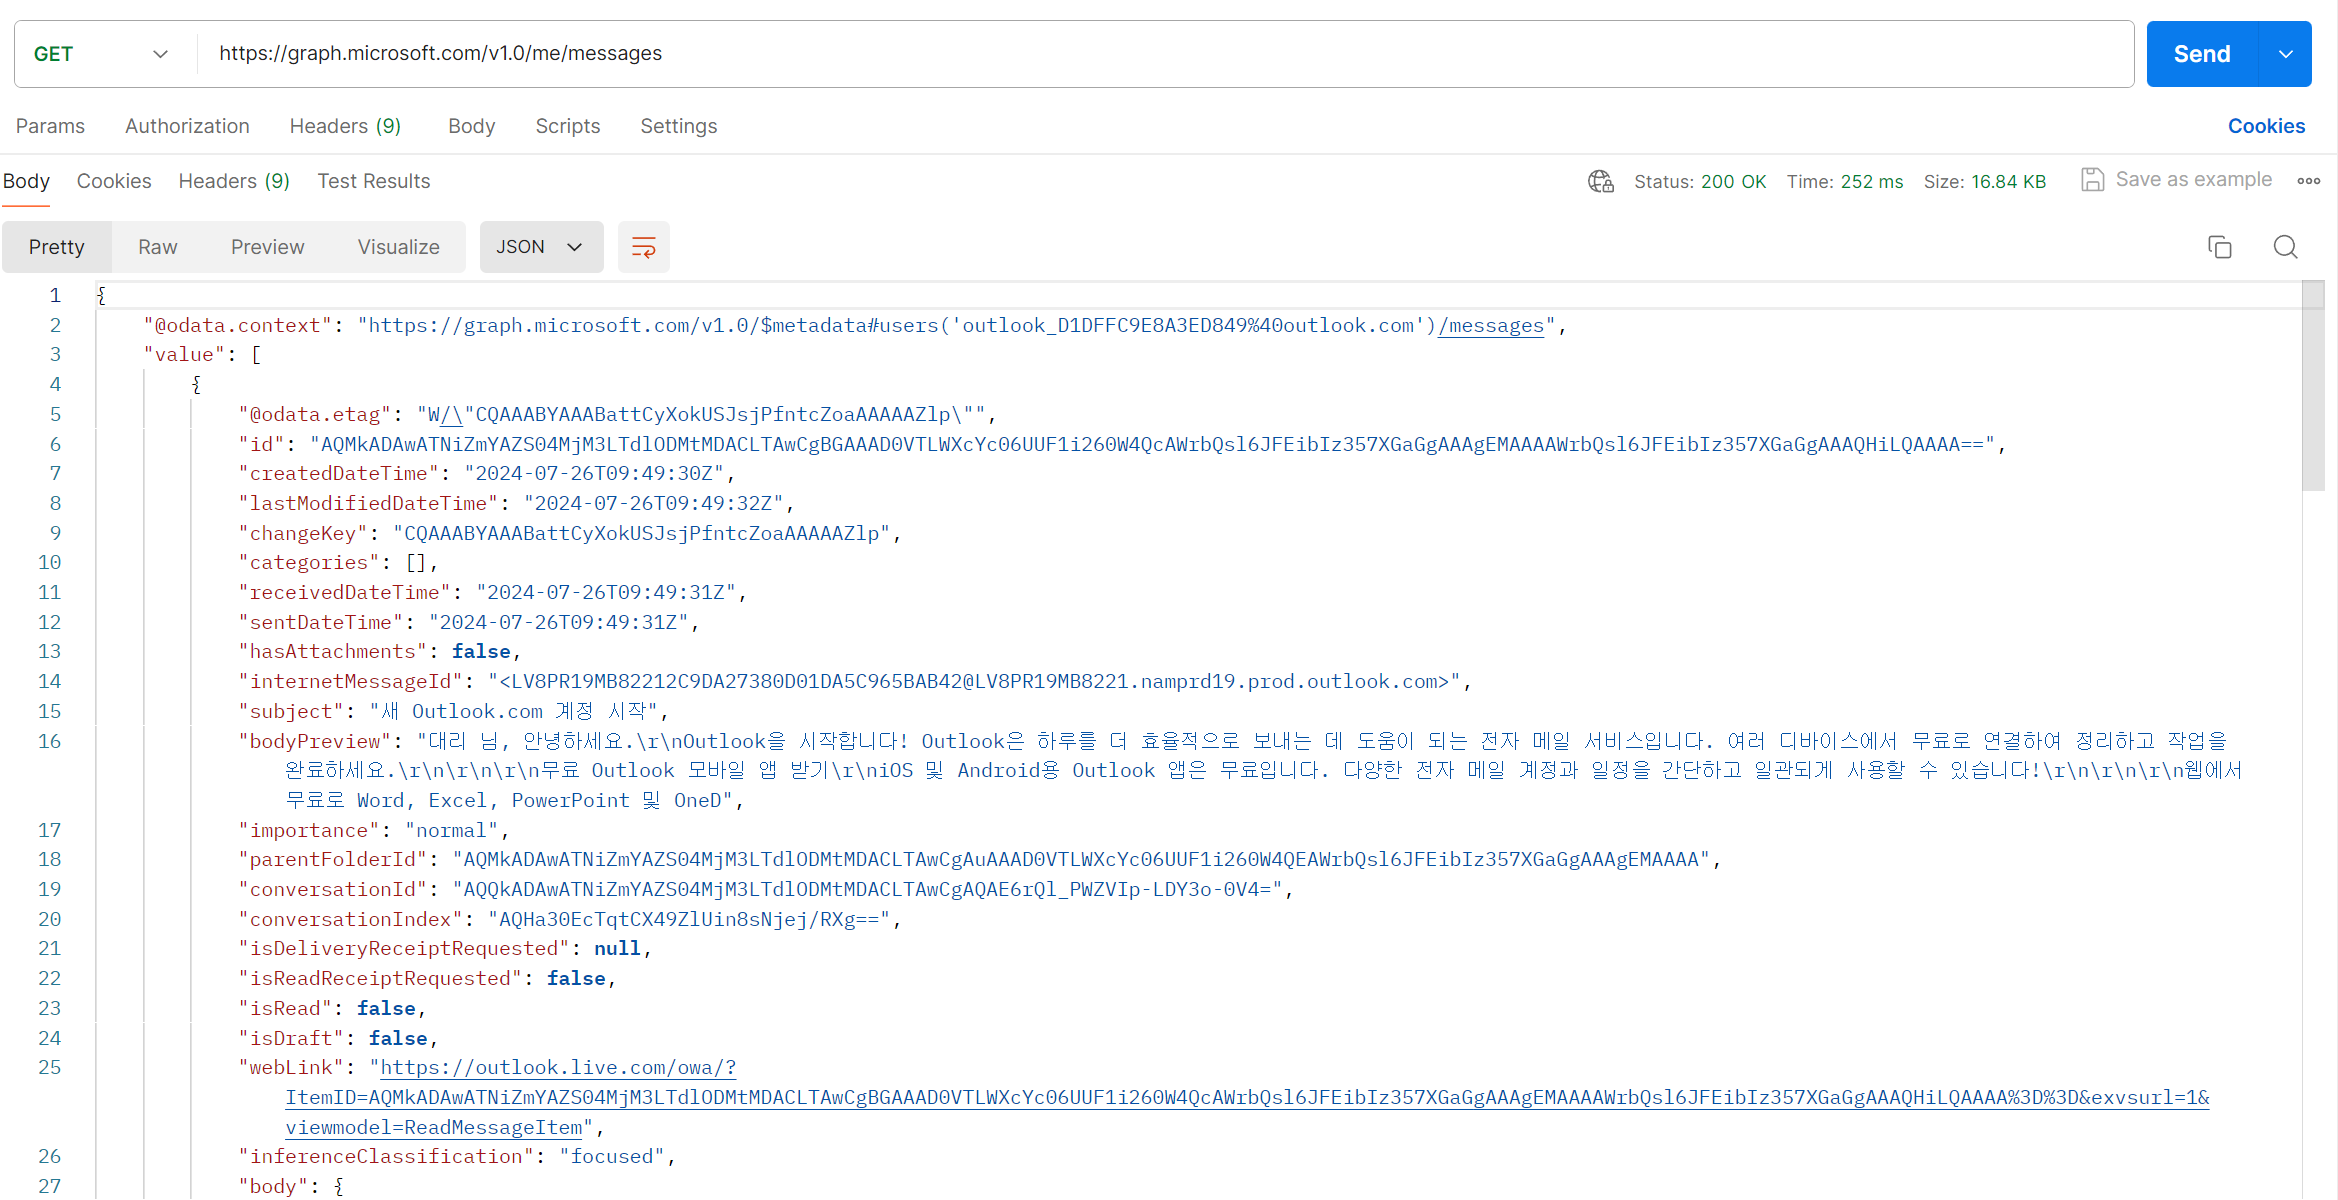 GET https://graph.microsoft.com/v1.0/me/messages Send
Params Authorization Headers (9) Body Scripts Settings Cookies
Body Cookies Headers (9) Test Results Status: 200 OK Time: 252 ms Size: 16.84 KB Save as example
Pretty Raw Preview Visualize JSON
1 {
2 "@odata.context": "https://graph.microsoft.com/v1.0/$metadata#users('outlook_D1DFFC9E8A3ED849%40outlook.com')/messages",
3 "value": [
4 {
5 "@odata.etag": "W/\"CQAAABYAAABattCyXokUSJsjPfntcZoaAAAAAZlp\"",
6 "id": "AQMkADAwATNiZmYAZS04MjM3LTdlODMtMDACLTAwCgBGAAAD0VTLWXcYc06UUF1i260W4QcAWrbQsl6JFEibIz357XGaGgAAAgEMAAAAWrbQsl6JFEibIz357XGaGgAAAQHiLQAAAA==",
7 "createdDateTime": "2024-07-26T09:49:30Z",
8 "lastModifiedDateTime": "2024-07-26T09:49:32Z",
9 "changeKey": "CQAAABYAAABattCyXokUSJsjPfntcZoaAAAAAZlp",
10 "categories": [],
11 "receivedDateTime": "2024-07-26T09:49:31Z",
12 "sentDateTime": "2024-07-26T09:49:31Z",
13 "hasAttachments": false,
14 "internetMessageId": "<LV8PR19MB82212C9DA27380D01DA5C965BAB42@LV8PR19MB8221.namprd19.prod.outlook.com>",
15 "subject": "새 Outlook.com 계정 시작",
16 "bodyPreview": "대리 님, 안녕하세요.\r\nOutlook을 시작합니다! Outlook은 하루를 더 효율적으로 보내는 데 도움이 되는 전자 메일 서비스입니다. 여러 디바이스에서 무료로 연결하여 정리하고 작업을
완료하세요.\r\n\r\n\r\n무료 Outlook 모바일 앱 받기\r\niOS 및 Android용 Outlook 앱은 무료입니다. 다양한 전자 메일 계정과 일정을 간단하고 일관되게 사용할 수 있습니다!\r\n\r\n\r\n웹에서
무료로 Word, Excel, PowerPoint 및 OneD",
17 "importance": "normal",
18 "parentFolderId": "AQMkADAwATNiZmYAZS04MjM3LTdlODMtMDACLTAwCgAuAAAD0VTLWXcYc06UUF1i260W4QEAWrbQsl6JFEibIz357XGaGgAAAgEMAAAA",
19 "conversationId": "AQQkADAwATNiZmYAZS04MjM3LTdlODMtMDACLTAwCgAQAE6rQl_PWZVIp-LDY3o-0V4=",
20 "conversationIndex": "AQHa30EcTqtCX49ZlUin8sNjej/RXg==",
21 "isDeliveryReceiptRequested": null,
22 "isReadReceiptRequested": false,
23 "isRead": false,
24 "isDraft": false,
25 "webLink": "https://outlook.live.com/owa/?
ItemID=AQMkADAwATNiZmYAZS04MjM3LTdlODMtMDACLTAwCgBGAAAD0VTLWXcYc06UUF1i260W4QcAWrbQsl6JFEibIz357XGaGgAAAgEMAAAAWrbQsl6JFEibIz357XGaGgAAAQHiLQAAAA%3D%3D&exvsurl=1&
viewmodel=ReadMessageItem",
26 "inferenceClassification": "focused",
27 "body": {